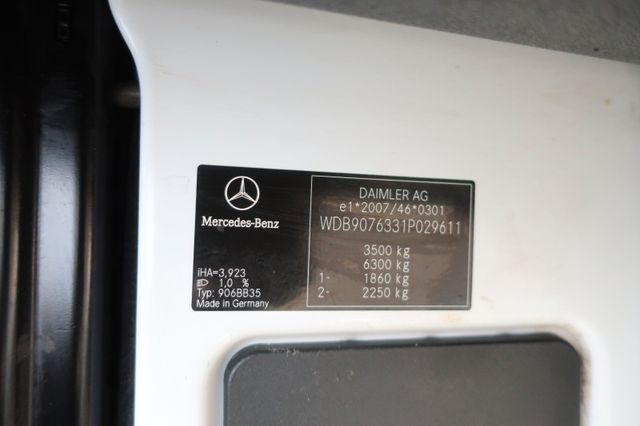 Mercedes-Benz
iHA=3,923
1,0 %
Typ: 906BB35
Made in Germany
DAIMLER AG
e1*2007/46*0301
WDB9076331P029611
3500 kg
6300 kg
1- 1860 kg
2- 2250 kg